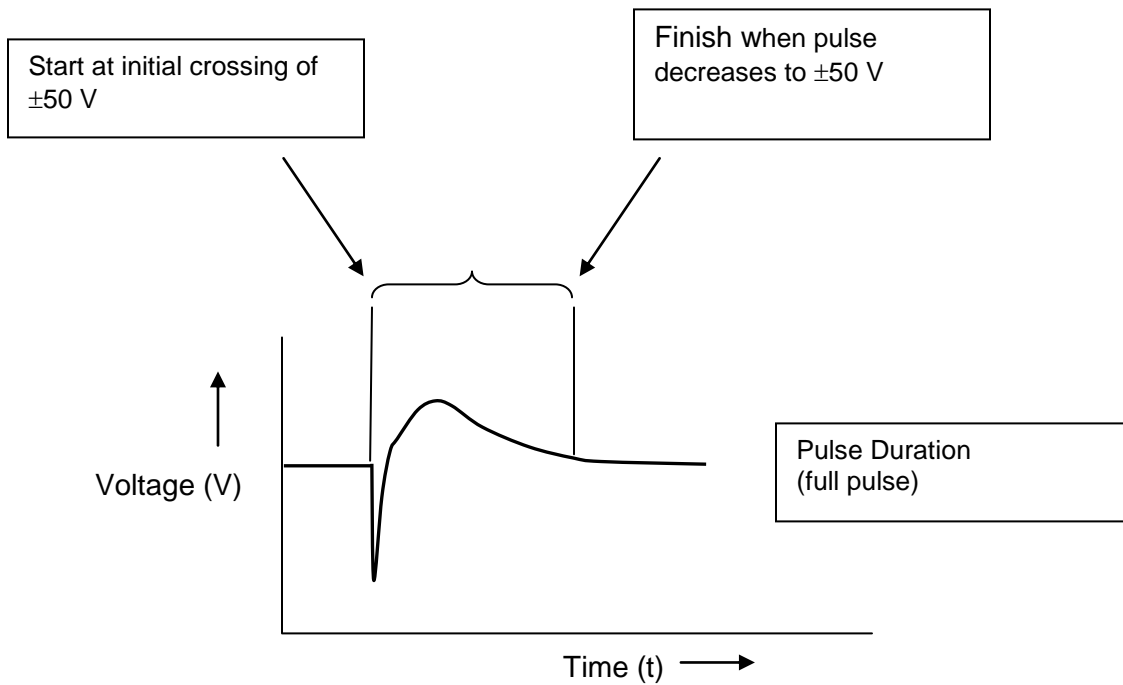 Start at initial crossing of
±50 V
Finish when pulse
decreases to ±50 V
Voltage (V)
Pulse Duration
(full pulse)
Time (t)